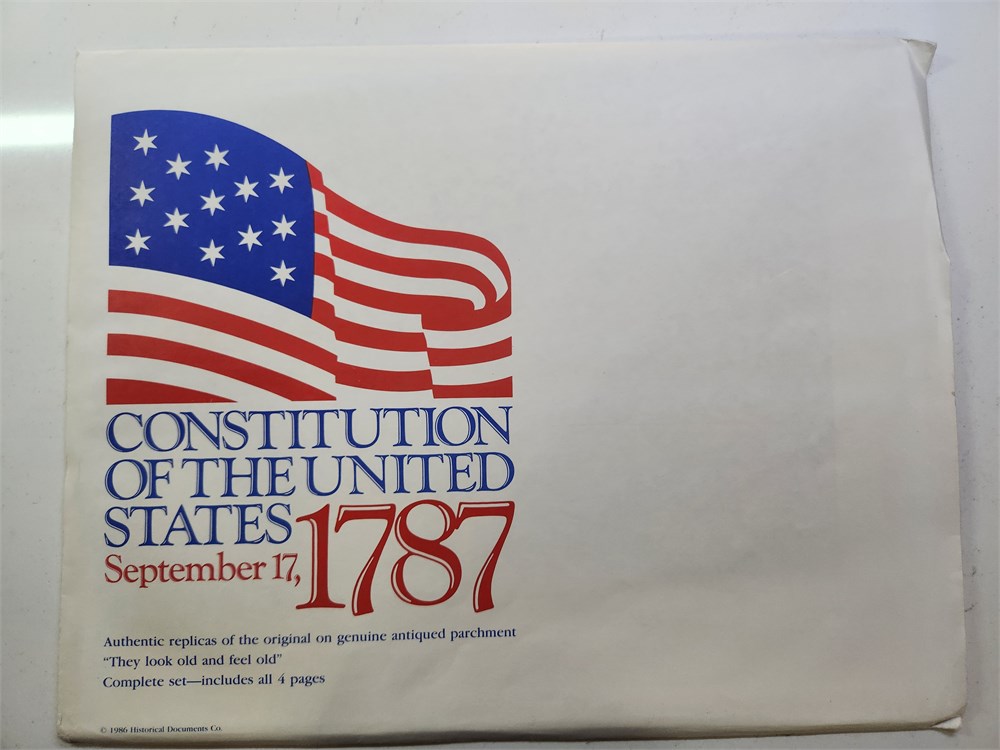 CONSTITUTION
OF THE UNITED
STATES 1787
September 17,
Authentic replicas of the original on genuine antiqued parchment
"They look old and feel old"
Complete set—includes all 4 pages
© 1986 Historical Documents Co.